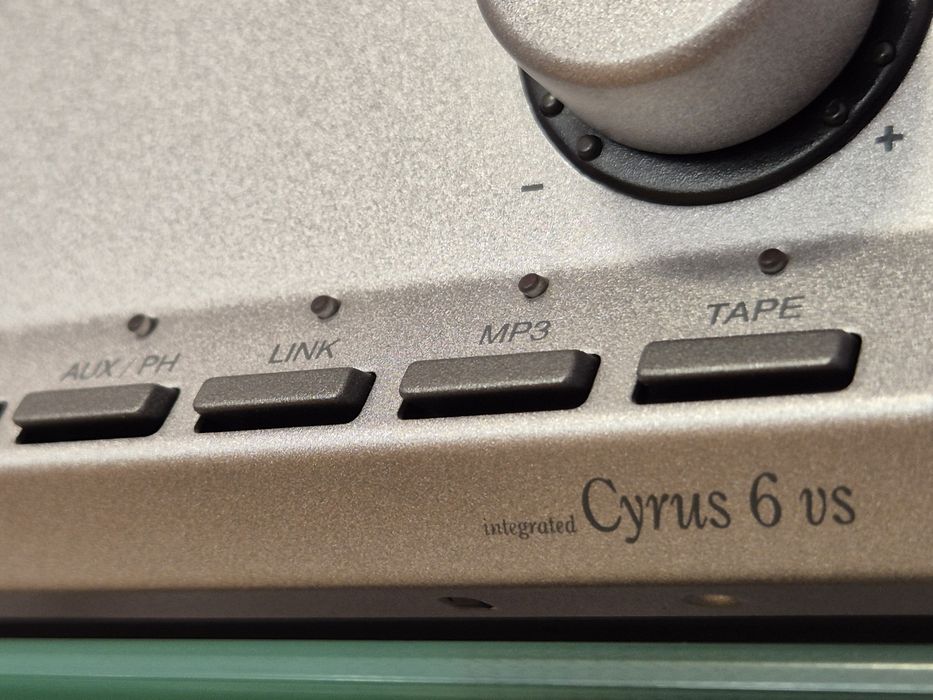 - +
AUX / PH LINK MP3 TAPE
integrated Cyrus 6 vs